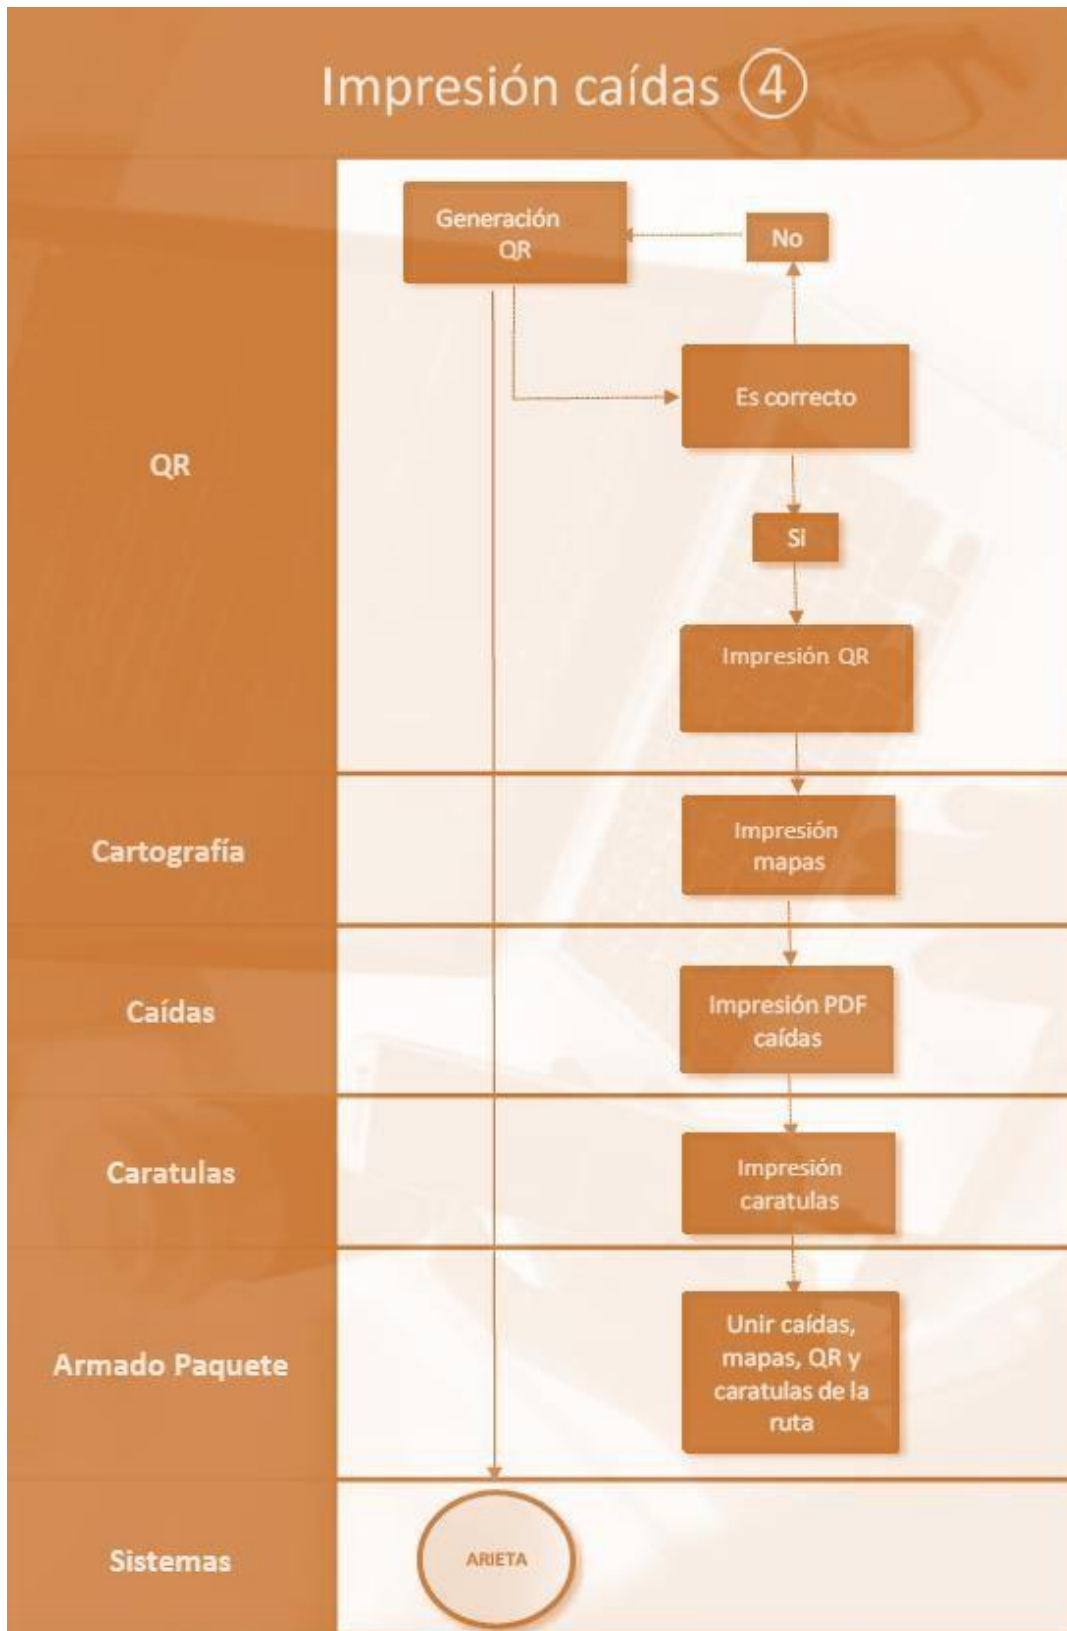 Impresión caídas 4
Generación
QR
No
Es correcto
QR
Si
Impresión QR
Cartografía
Impresión
mapas
Caídas
Impresión PDF
caídas
Caratulas
Impresión
caratulas
Armado Paquete
Unir caídas,
mapas, QR y
caratulas de la
ruta
Sistemas
ARIETA